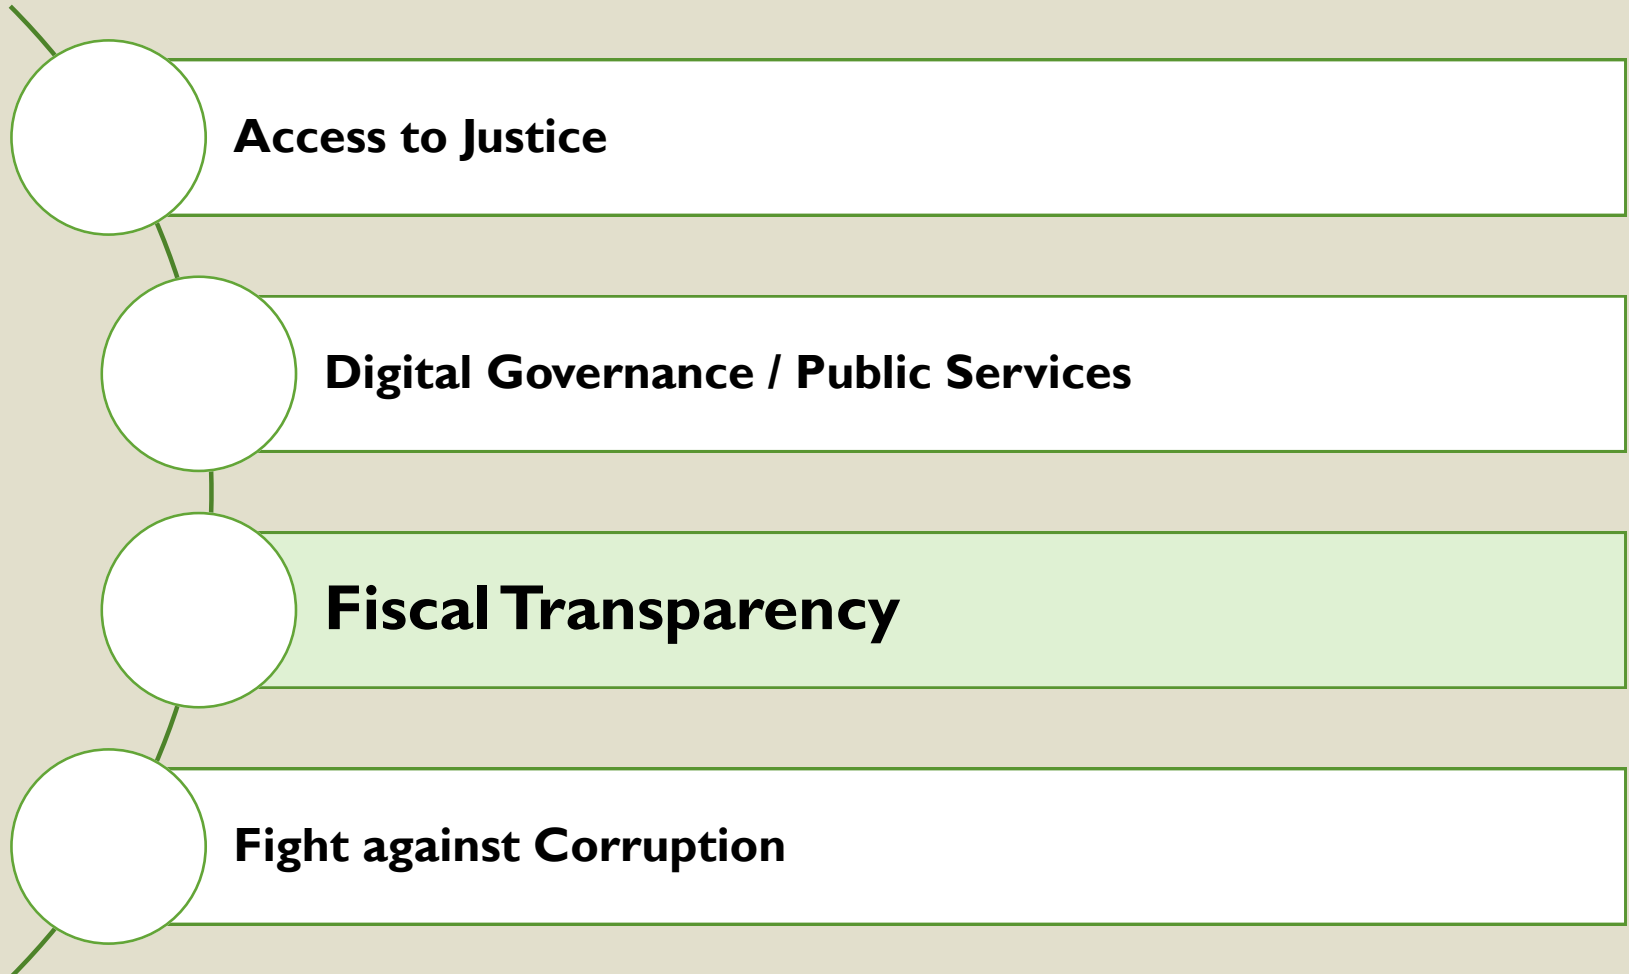 Access to Justice
Digital Governance / Public Services
Fiscal Transparency
Fight against Corruption